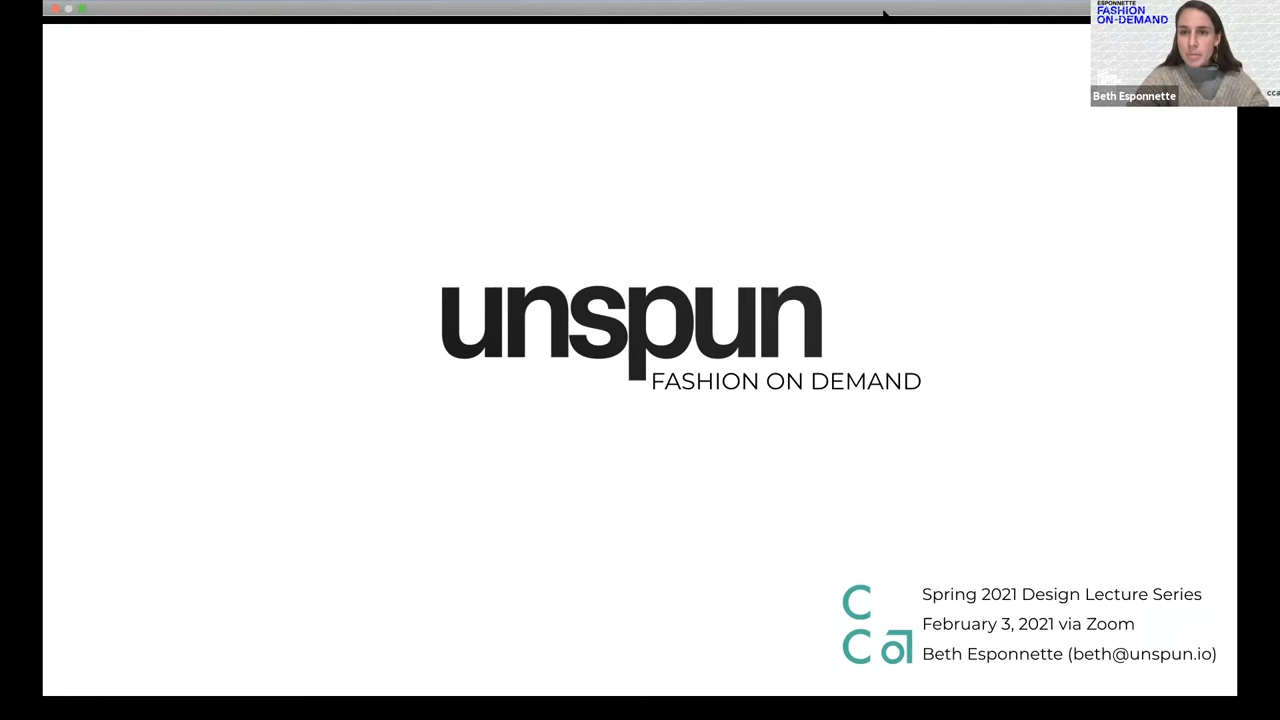 ESPONNETTE
FASHION
ON-DEMAND
Beth Esponnette
cca
unspun
FASHION ON DEMAND
C
C a
Spring 2021 Design Lecture Series
February 3, 2021 via Zoom
Beth Esponnette (beth@unspun.io)